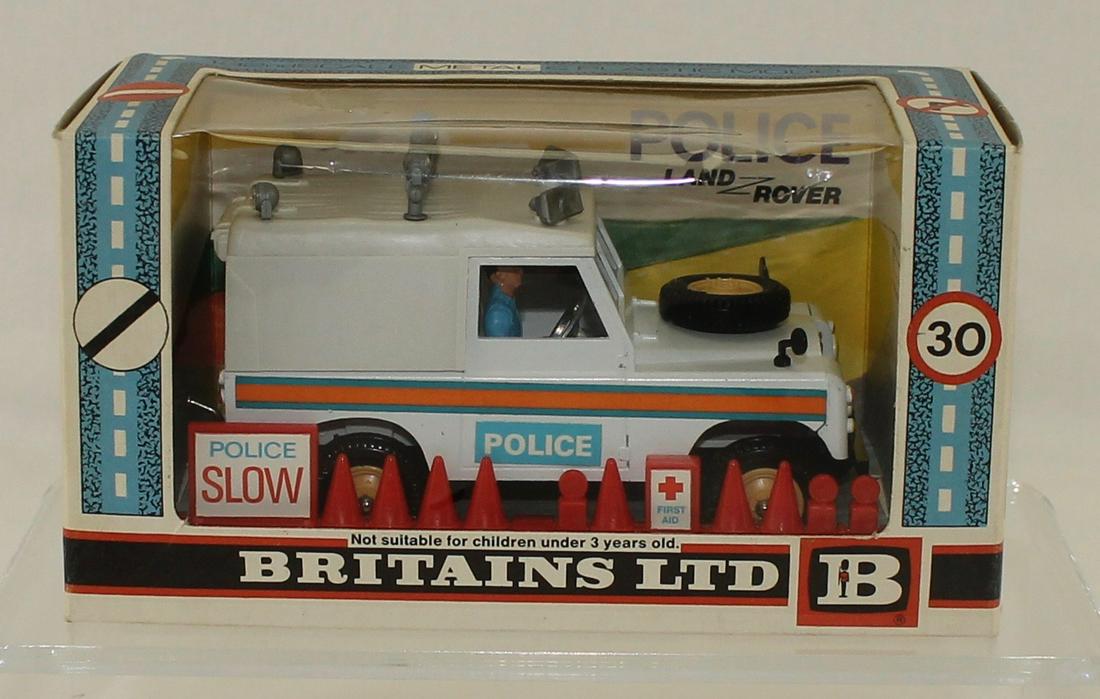 METAL
POLICE
LAND ROVER
30
POLICE
POLICE
SLOW
FIRST
AID
Not suitable for children under 3 years old.
BRITAINS LTD
B
®